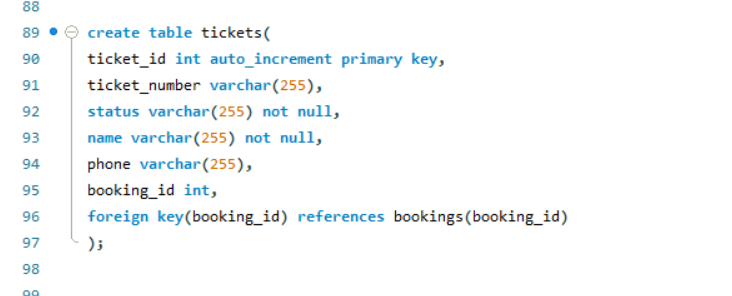 88
89 create table tickets(
90 ticket_id int auto_increment primary key,
91 ticket_number varchar(255),
92 status varchar(255) not null,
93 name varchar(255) not null,
94 phone varchar(255),
95 booking_id int,
96 foreign key(booking_id) references bookings(booking_id)
97 );
98
99